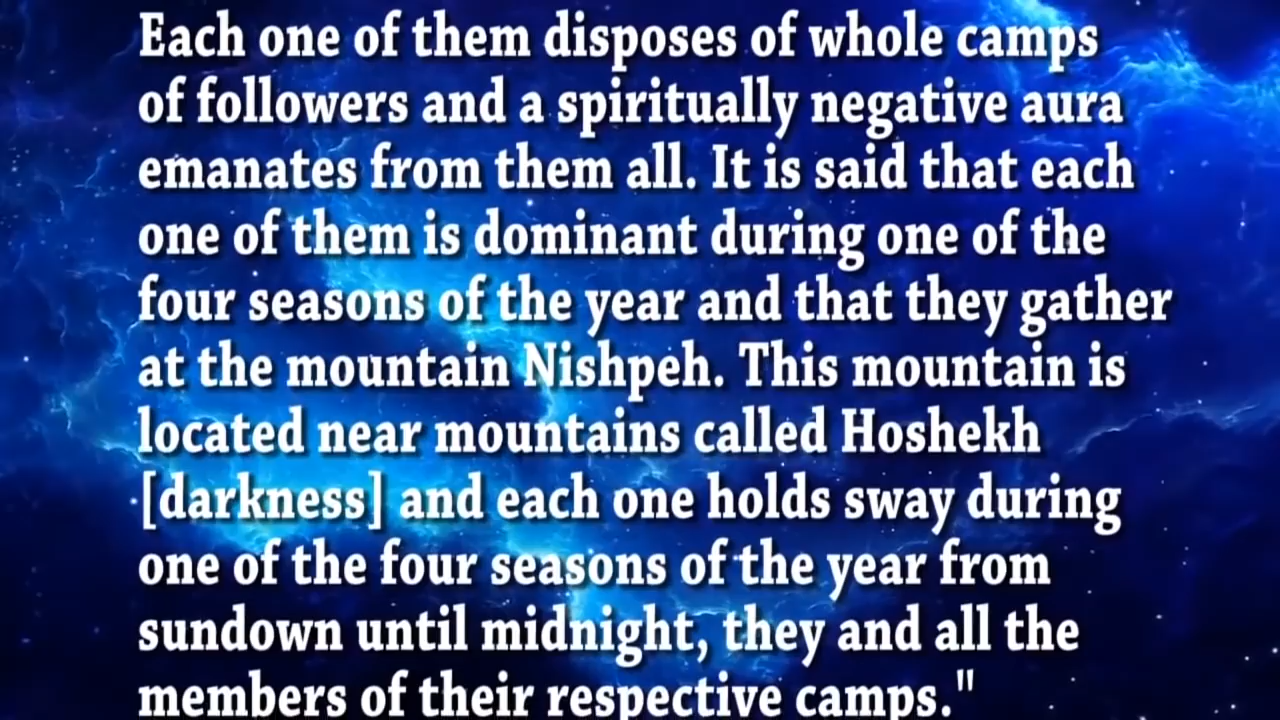 Each one of them disposes of whole camps
of followers and a spiritually negative aura
emanates from them all. It is said that each
one of them is dominant during one of the
four seasons of the year and that they gather
at the mountain Nishpeh. This mountain is
located near mountains called Hoshekh
[darkness] and each one holds sway during
one of the four seasons of the year from
sundown until midnight, they and all the
members of their respective camps."